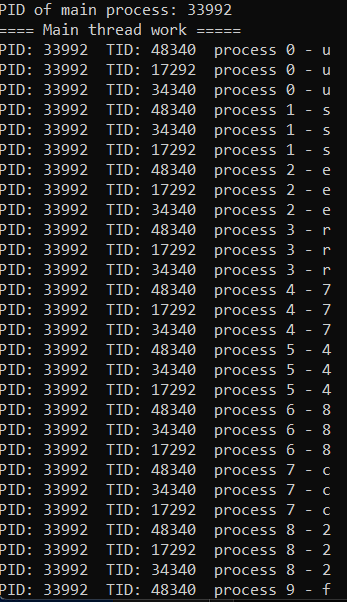 PID of main process: 33992
==== Main thread work =====
PID: 33992  TID: 48340  process 0 - u
PID: 33992  TID: 17292  process 0 - u
PID: 33992  TID: 34340  process 0 - u
PID: 33992  TID: 48340  process 1 - s
PID: 33992  TID: 34340  process 1 - s
PID: 33992  TID: 17292  process 1 - s
PID: 33992  TID: 48340  process 2 - e
PID: 33992  TID: 17292  process 2 - e
PID: 33992  TID: 34340  process 2 - e
PID: 33992  TID: 48340  process 3 - r
PID: 33992  TID: 17292  process 3 - r
PID: 33992  TID: 34340  process 3 - r
PID: 33992  TID: 48340  process 4 - 7
PID: 33992  TID: 17292  process 4 - 7
PID: 33992  TID: 34340  process 4 - 7
PID: 33992  TID: 48340  process 5 - 4
PID: 33992  TID: 34340  process 5 - 4
PID: 33992  TID: 17292  process 5 - 4
PID: 33992  TID: 48340  process 6 - 8
PID: 33992  TID: 34340  process 6 - 8
PID: 33992  TID: 17292  process 6 - 8
PID: 33992  TID: 48340  process 7 - c
PID: 33992  TID: 34340  process 7 - c
PID: 33992  TID: 17292  process 7 - c
PID: 33992  TID: 48340  process 8 - 2
PID: 33992  TID: 17292  process 8 - 2
PID: 33992  TID: 34340  process 8 - 2
PID: 33992  TID: 48340  process 9 - f